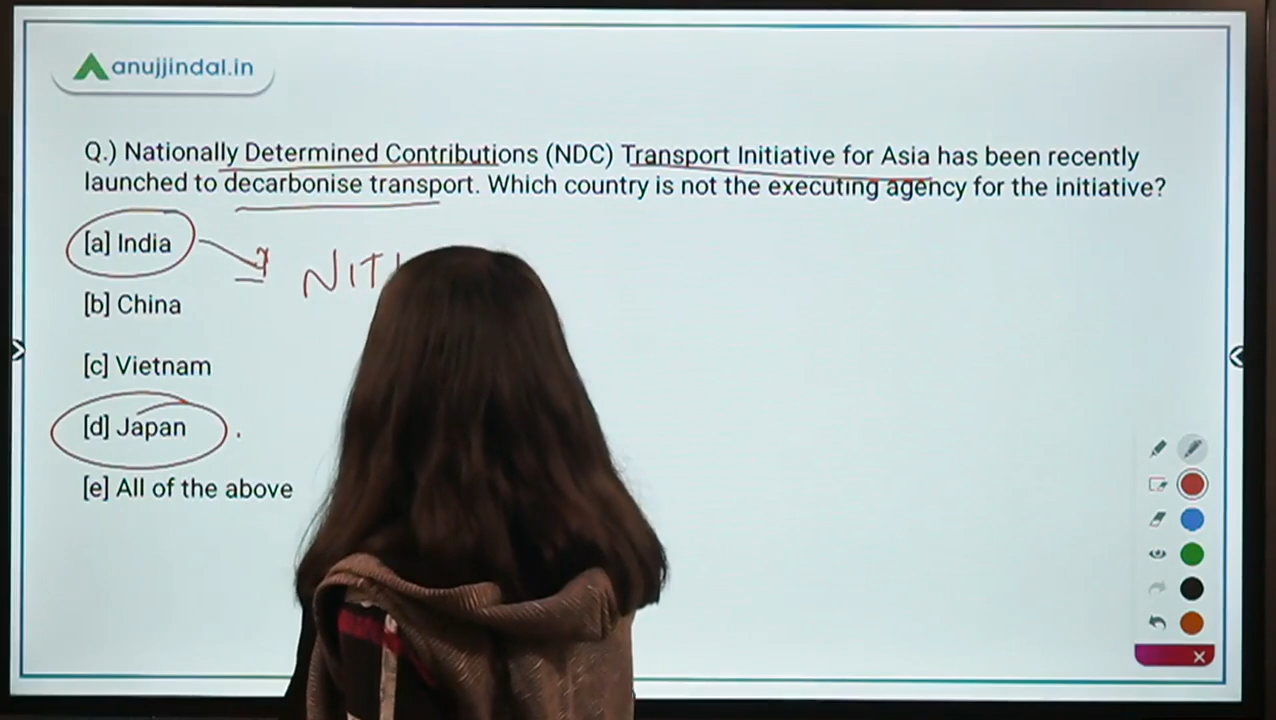 anujjindal.in
Q.) Nationally Determined Contributions (NDC) Transport Initiative for Asia has been recently
launched to decarbonise transport. Which country is not the executing agency for the initiative?
[a] India
[b] China
[c] Vietnam
[d] Japan
[e] All of the above